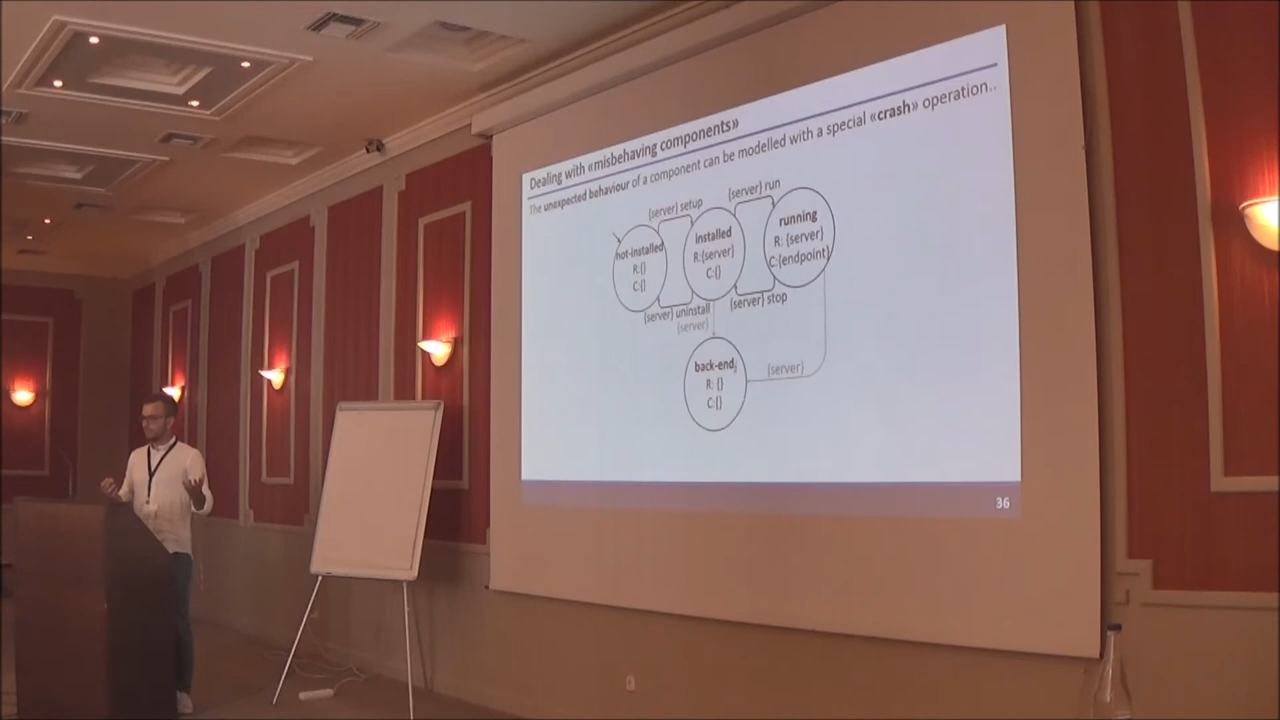 Dealing with «misbehaving components»
The unexpected behaviour of a component can be modelled with a special «crash» operation..
{server} setup
{server} run
not-installed
R:{}
C:{}
installed
R:{server}
C:{}
running
R: {server}
C:{endpoint}
{server} uninstall
{server} stop
{server}
back-end
R: {}
C:{}
{server}
36